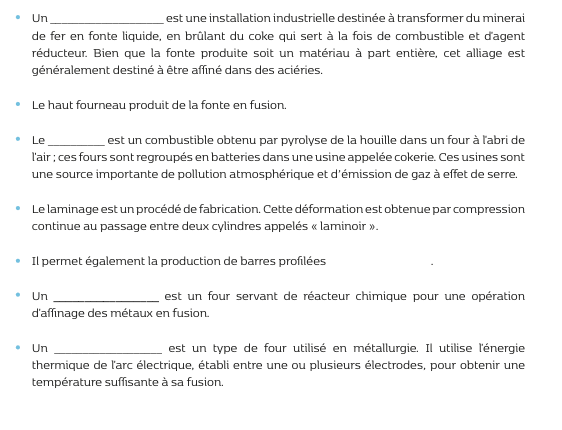 • Un ____________________ est une installation industrielle destinée à transformer du minerai
de fer en fonte liquide, en brûlant du coke qui sert à la fois de combustible et d'agent
réducteur. Bien que la fonte produite soit un matériau à part entière, cet alliage est
généralement destiné à être affiné dans des aciéries.
• Le haut fourneau produit de la fonte en fusion.
• Le __________ est un combustible obtenu par pyrolyse de la houille dans un four à l'abri de
l'air ; ces fours sont regroupés en batteries dans une usine appelée cokerie. Ces usines sont
une source importante de pollution atmosphérique et d'émission de gaz à effet de serre.
• Le laminage est un procédé de fabrication. Cette déformation est obtenue par compression
continue au passage entre deux cylindres appelés « laminoir ».
• Il permet également la production de barres profilées .
• Un ___________________ est un four servant de réacteur chimique pour une opération
d'affinage des métaux en fusion.
• Un ___________________ est un type de four utilisé en métallurgie. Il utilise l'énergie
thermique de l'arc électrique, établi entre une ou plusieurs électrodes, pour obtenir une
température suffisante à sa fusion.